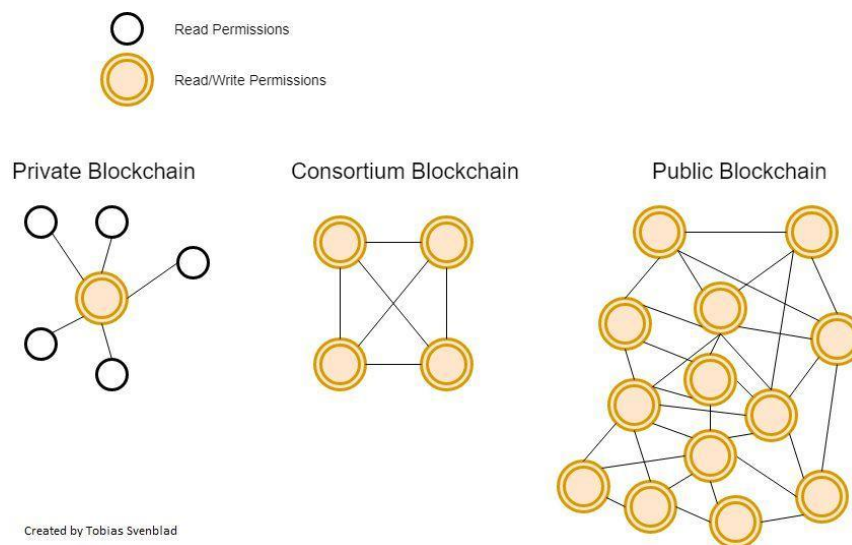 Read Permissions
Read/Write Permissions
Private Blockchain
Consortium Blockchain
Public Blockchain
Created by Tobias Svenblad